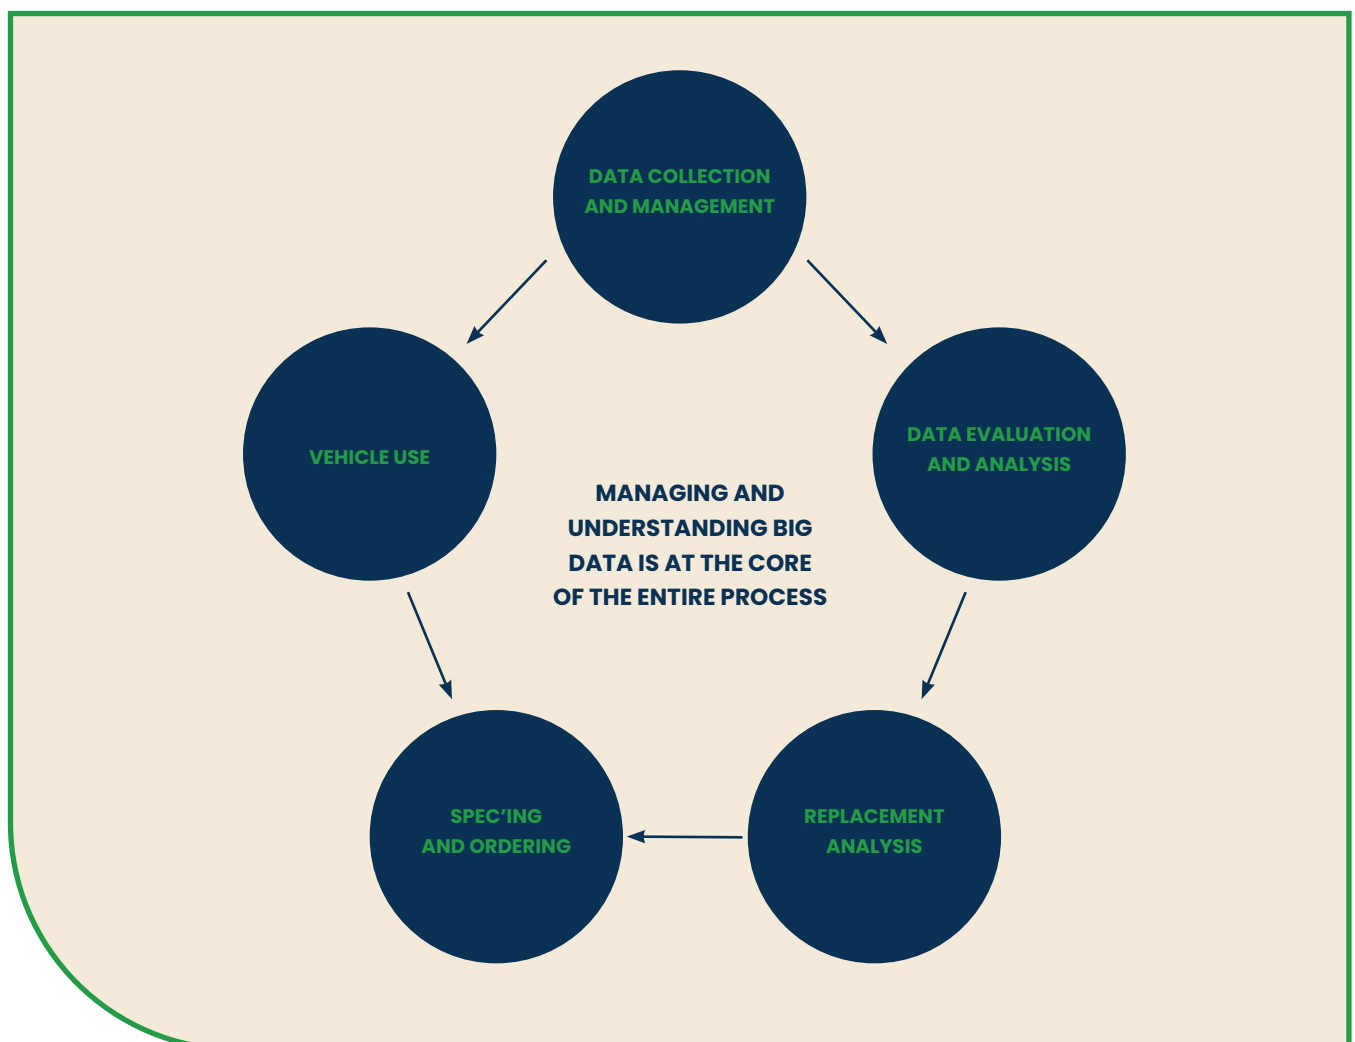 DATA COLLECTION
AND MANAGEMENT
VEHICLE USE
DATA EVALUATION
AND ANALYSIS
MANAGING AND
UNDERSTANDING BIG
DATA IS AT THE CORE
OF THE ENTIRE PROCESS
SPEC’ING
AND ORDERING
REPLACEMENT
ANALYSIS